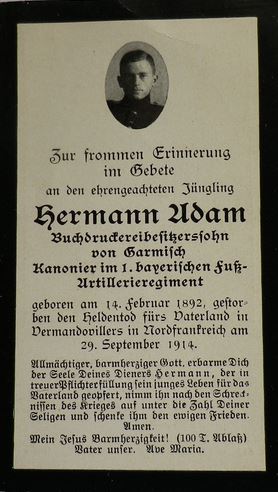 Zur frommen Erinnerung
im Gebete
an den ehrengeachteten Jüngling
Hermann Adam
Buchdruckereibesitzerssohn
von Garmisch
Kanonier im 1. bayerischen Fuß-
Artillerieregiment
geboren am 14. Februar 1892, gestor-
ben den Heldentod fürs Vaterland in
Vermandovillers in Nordfrankreich am
29. September 1914.
Allmächtiger, barmherziger Gott, erbarme Dich
der Seele Deines Dieners Hermann, der in
treuer Pflichterfüllung sein junges Leben für das
Vaterland geopfert, nimm ihn nach den Schreck-
nissen des Krieges auf unter die Zahl Deiner
Seligen und schenke ihm den ewigen Frieden.
Amen.
Mein Jesus Barmherzigkeit! (100 T. Ablaß)
Vater unser. Ave Maria.